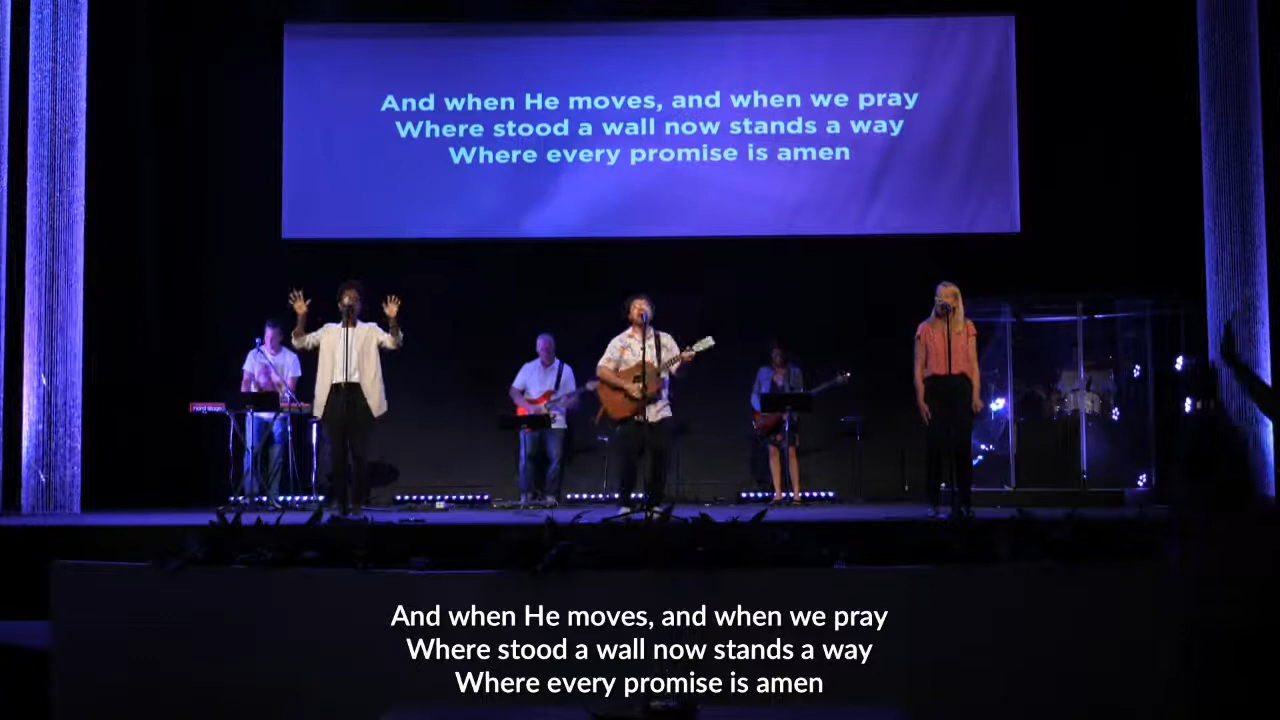 And when He moves, and when we pray
Where stood a wall now stands a way
Where every promise is amen
nord stage
And when He moves, and when we pray
Where stood a wall now stands a way
Where every promise is amen